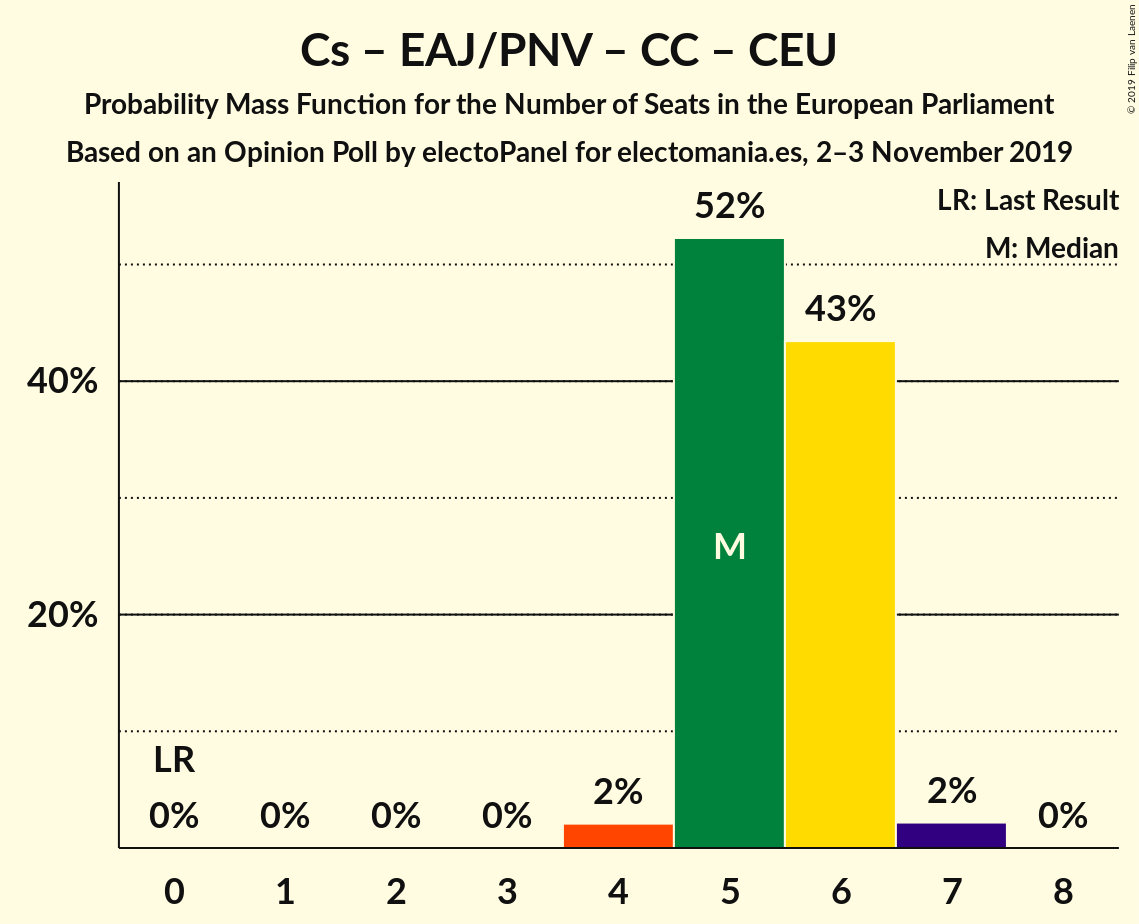 Cs – EAJ/PNV – CC – CEU
Probability Mass Function for the Number of Seats in the European Parliament
Based on an Opinion Poll by electoPanel for electomania.es, 2–3 November 2019
© 2019 Filip van Laenen
LR: Last Result
M: Median
52%
43%
40%
M
20%
LR
0% 0% 0% 0% 2% 2% 0%
0 1 2 3 4 5 6 7 8